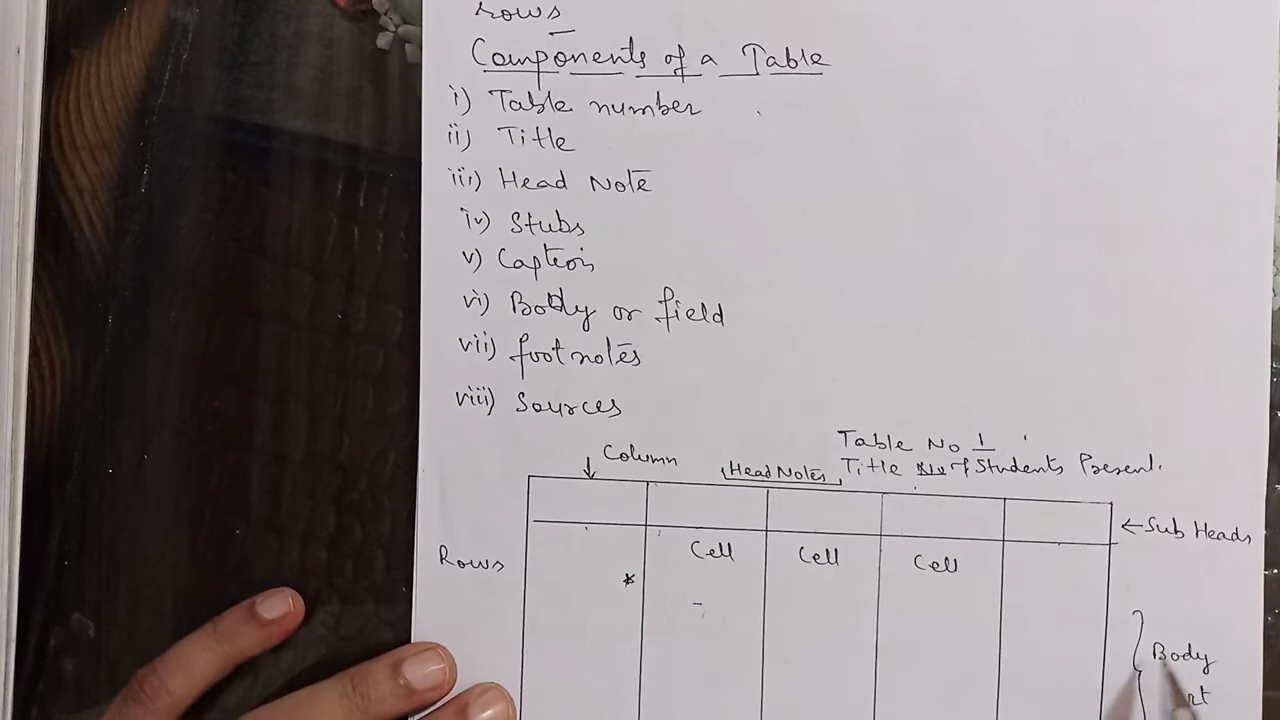 Rows
Components of a Table
i) Table number
ii) Title
iii) Head Note
iv) Stubs
v) Caption
vi) Body or field
vii) footnotes
viii) Sources
Table No 1
Column
Head Notes
Title No of Students Present.
← Sub Heads
Rows
Cell Cell Cell
*
Body